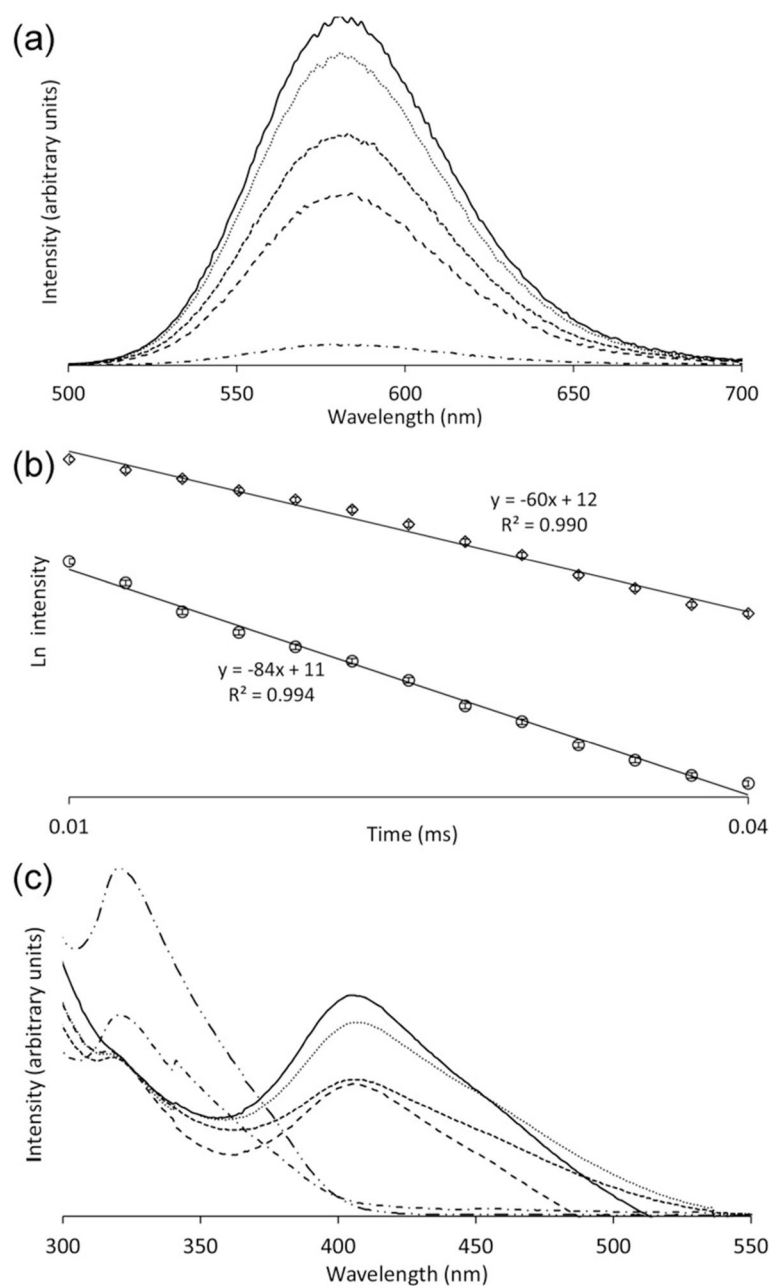 (a)
Intensity (arbitrary units)
500 550 600 650 700
Wavelength (nm)
(b)
Ln intensity
y = -60x + 12
R² = 0.990
y = -84x + 11
R² = 0.994
0.01 0.04
Time (ms)
(c)
Intensity (arbitrary units)
300 350 400 450 500 550
Wavelength (nm)